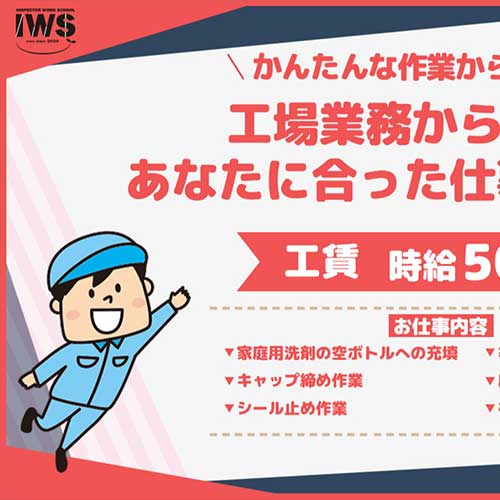 INSPECTOR WORK SCHOOL
IWS
かんたんな作業から
工場業務から
あなたに合った仕
工賃 時給50
お仕事内容
▼家庭用洗剤の空ボトルへの充填
▼キャップ締め作業
▼シール止め作業